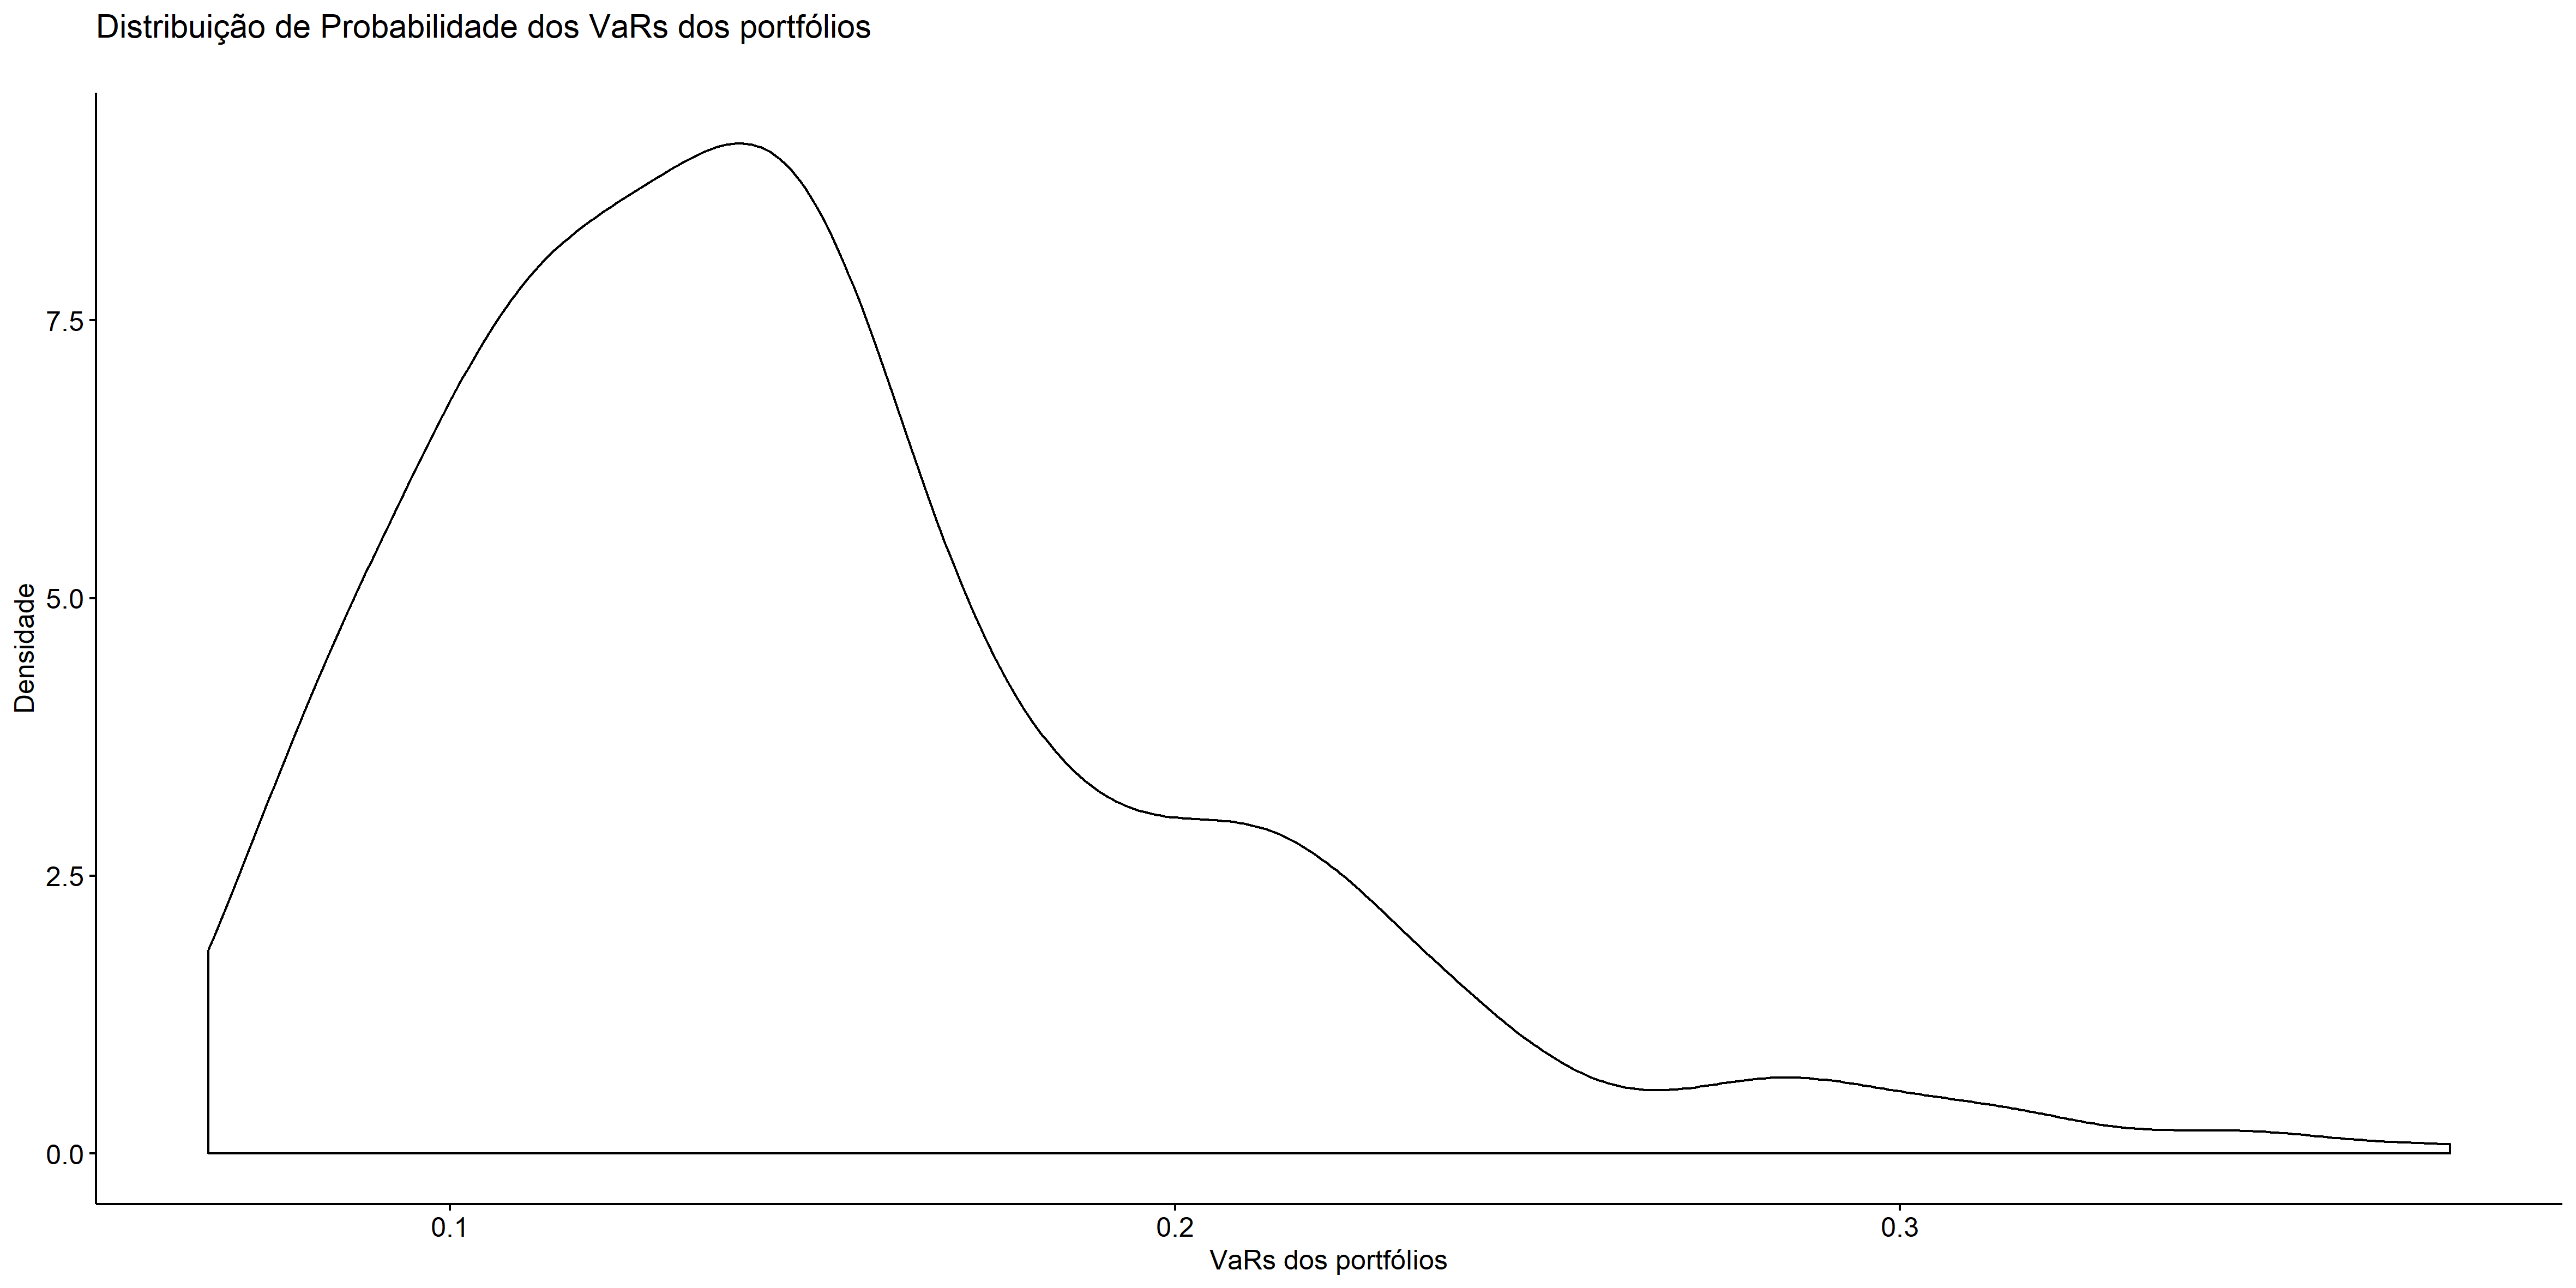 Distribuição de Probabilidade dos VaRs dos portfólios
Densidade
7.5
5.0
2.5
0.0
0.1
0.2
0.3
VaRs dos portfólios